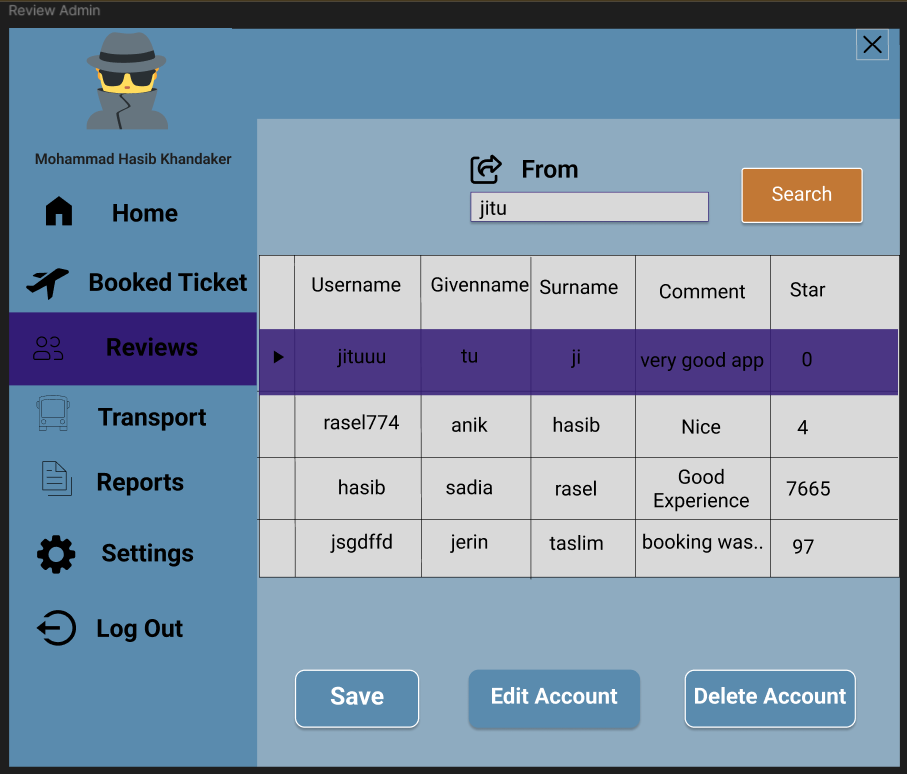 Review Admin
Mohammad Hasib Khandaker
Home
Booked Ticket
Reviews
Transport
Reports
Settings
Log Out
From
jitu
Search
Username Givenname Surname Comment Star
jituuu tu ji very good app 0
rasel774 anik hasib Nice 4
hasib sadia rasel Good Experience 7665
jsgdffd jerin taslim booking was.. 97
Save Edit Account Delete Account